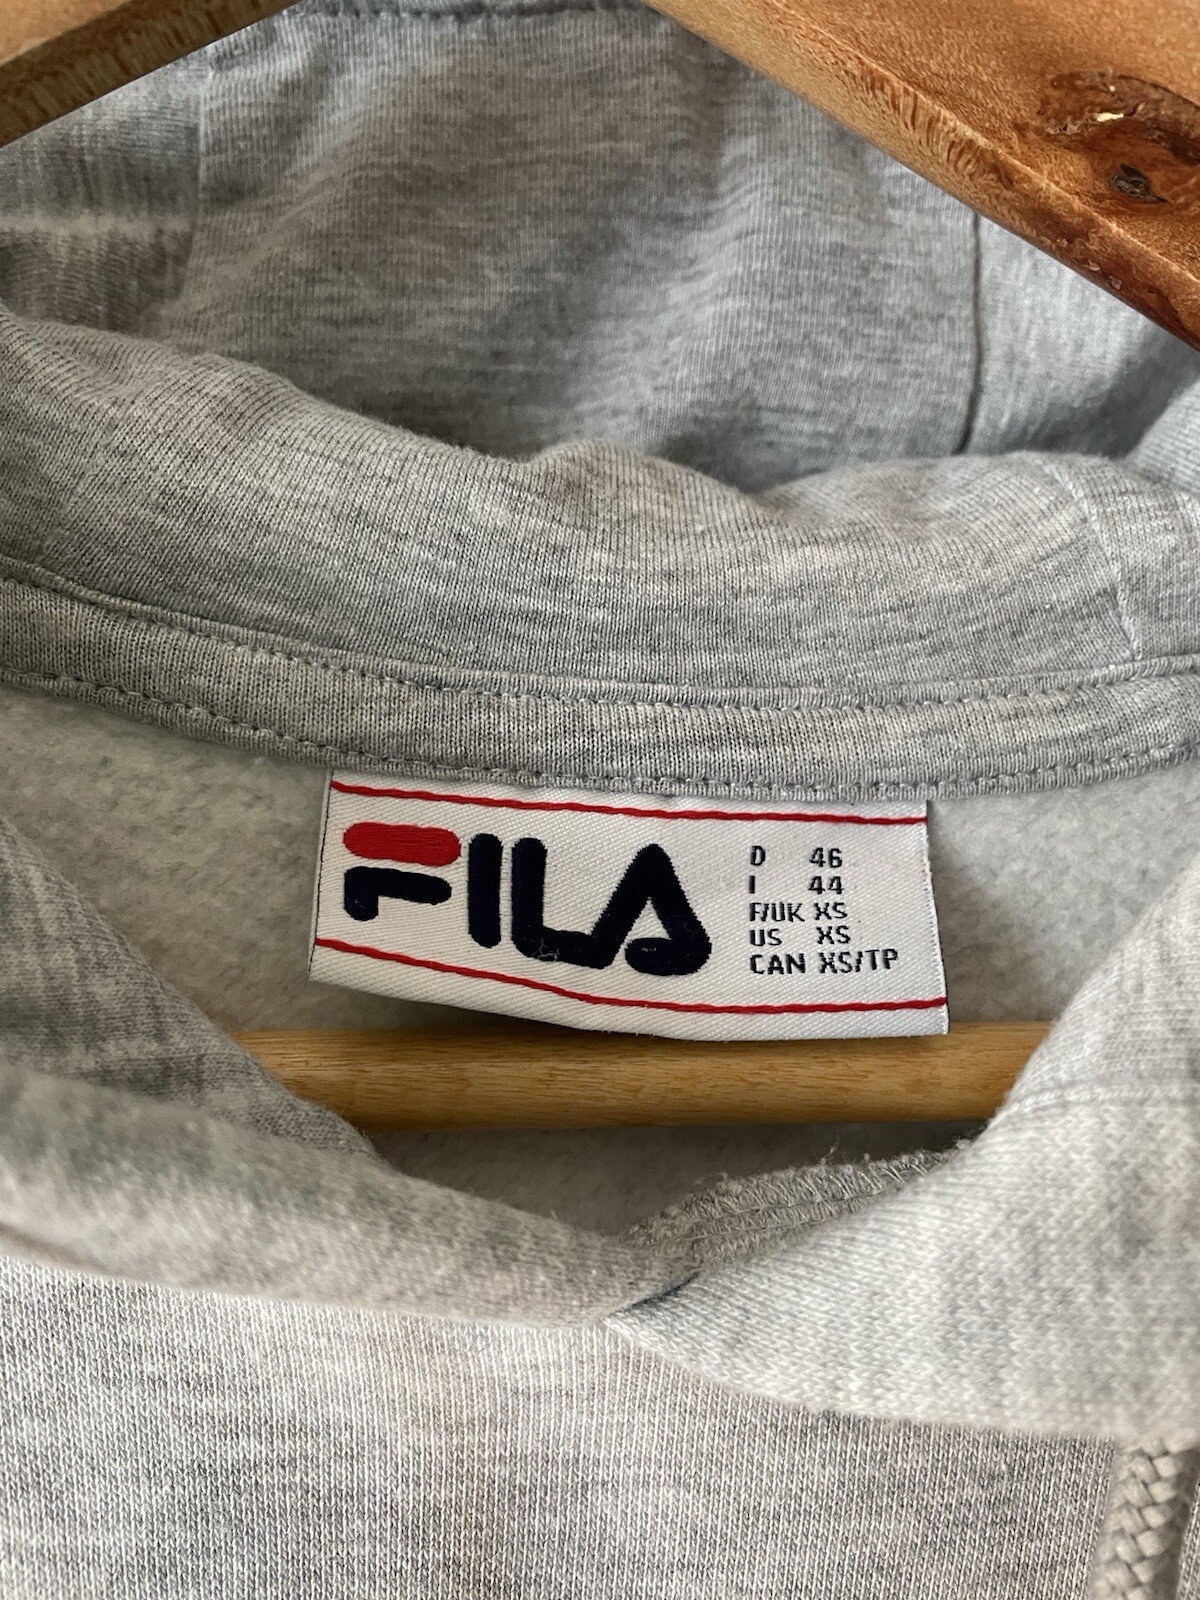 FILA
D 46
I 44
F/UK XS
US XS
CAN XS/TP